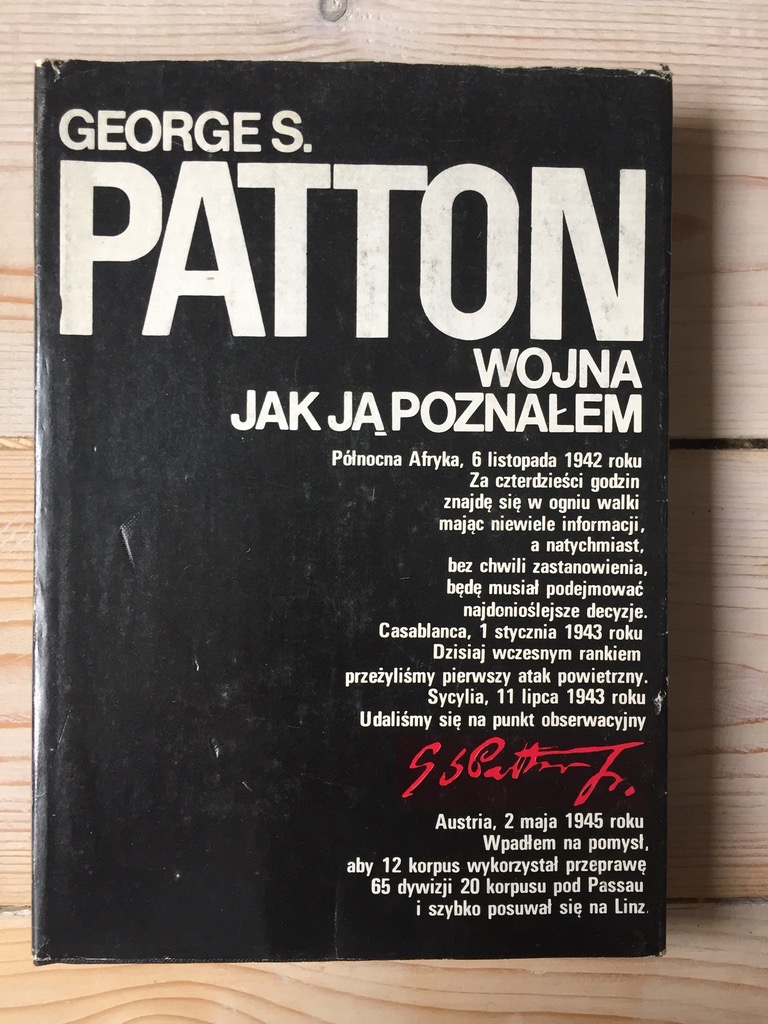 GEORGE S.
PATTON
WOJNA
JAK JĄ POZNAŁEM
Północna Afryka, 6 listopada 1942 roku
Za czterdzieści godzin
znajdę się w ogniu walki
mając niewiele informacji,
a natychmiast,
bez chwili zastanowienia,
będę musiał podejmować
najdoniоślejsze decyzje.
Casablanca, 1 stycznia 1943 roku
Dzisiaj wczesnym rankiem
przeżyliśmy pierwszy atak powietrzny.
Sycylia, 11 lipca 1943 roku
Udaliśmy się na punkt obserwacyjny
G S Patton Jr.
Austria, 2 maja 1945 roku
Wpadłem na pomysł,
aby 12 korpus wykorzystał przeprawę
65 dywizji 20 korpusu pod Passau
i szybko posuwał się na Linz.